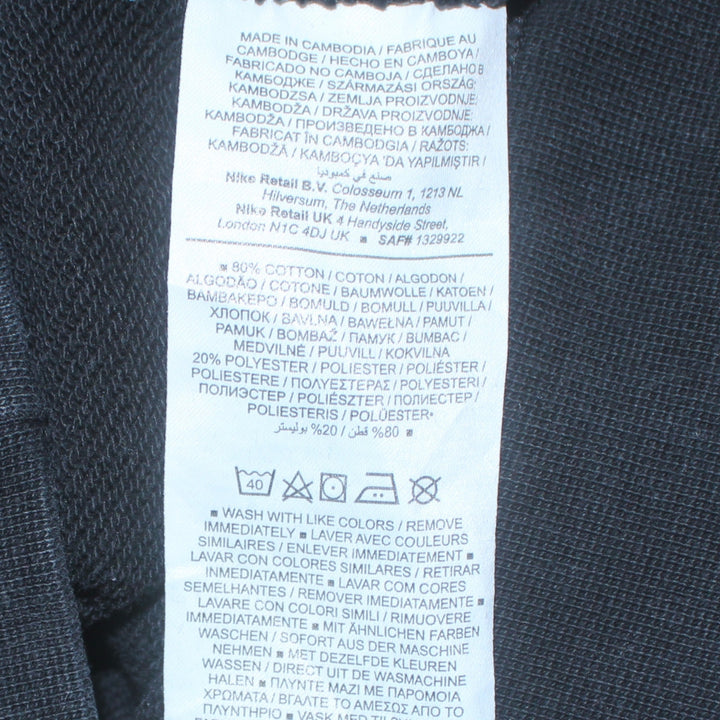 MADE IN CAMBODIA / FABRIQUE AU
CAMBODGE / HECHO EN CAMBOYA /
FABRICADO NO CAMBOJA / СДЕЛАНО В
КАМБОДЖЕ / SZÁRMAZÁSI ORSZÁG:
KAMBODZSA / ZEMLJA PROIZVODNJE:
KAMBODŽA / DRŽAVA PROIZVODNJE:
KAMBODŽA / ПРОИЗВЕДЕНО В КАМБОДЖА /
FABRICAT ÎN CAMBODGIA / RAŽOTS:
KAMBODŽĀ / KAMBOÇYA 'DA YAPILMIŞTIR /
صنع في كمبوديا
Nike Retail B.V. Colosseum 1, 1213 NL
Hilversum, The Netherlands
Nike Retail UK 4 Handyside Street,
London N1C 4DJ UK ■ SAF# 1329922
■ 80% COTTON / COTON / ALGODON /
ALGODÃO / COTONE / BAUMWOLLE / KATOEN /
ΒΑΜΒΑΚΕΡΟ / BOMULD / BOMULL / PUUVILLA /
ХЛОПОК / BAVLNA / BAWEŁNA / PAMUT /
PAMUK / BOMBAŽ / ПАМУК / BUMBAC /
MEDVILNĖ / PUUVILL / KOKVILNA
20% POLYESTER / POLIESTER / POLIÉSTER /
POLIESTERE / ΠΟΛΥΕΣΤΕΡΑΣ / POLYESTERI /
ПОЛИЭСТЕР / POLIÉSZTER / ПОЛИЕСТЕР /
POLIESTERIS / POLÜESTER
80% قطن / 20% بوليستر ■
40
■ WASH WITH LIKE COLORS / REMOVE
IMMEDIATELY ■ LAVER AVEC COULEURS
SIMILAIRES / ENLEVER IMMEDIATEMENT ■
LAVAR CON COLORES SIMILARES / RETIRAR
INMEDIATAMENTE ■ LAVAR COM CORES
SEMELHANTES / REMOVER IMEDIATAMENTE ■
LAVARE CON COLORI SIMILI / RIMUOVERE
IMMEDIATAMENTE ■ MIT ÄHNLICHEN FARBEN
WASCHEN / SOFORT AUS DER MASCHINE
NEHMEN ■ MET DEZELFDE KLEUREN
WASSEN / DIRECT UIT DE WASMACHINE
HALEN ■ ΠΛΥΝΤΕ ΜΑΖΙ ΜΕ ΠΑΡΟΜΟΙΑ
ΧΡΩΜΑΤΑ / ΒΓΑΛΤΕ ΤΟ ΑΜΕΣΩΣ ΑΠΟ ΤΟ
ΠΛΥΝΤΗΡΙΟ ■ VASK MED